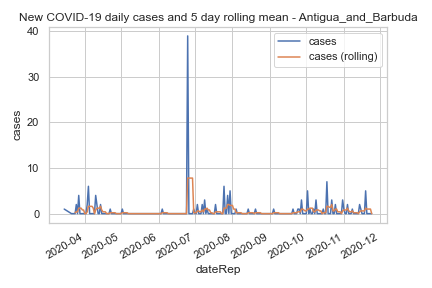 New COVID-19 daily cases and 5 day rolling mean - Antigua_and_Barbuda
cases
cases (rolling)
40
30
20
10
0
cases
2020-04
2020-05
2020-06
2020-07
2020-08
2020-09
2020-10
2020-11
2020-12
dateRep